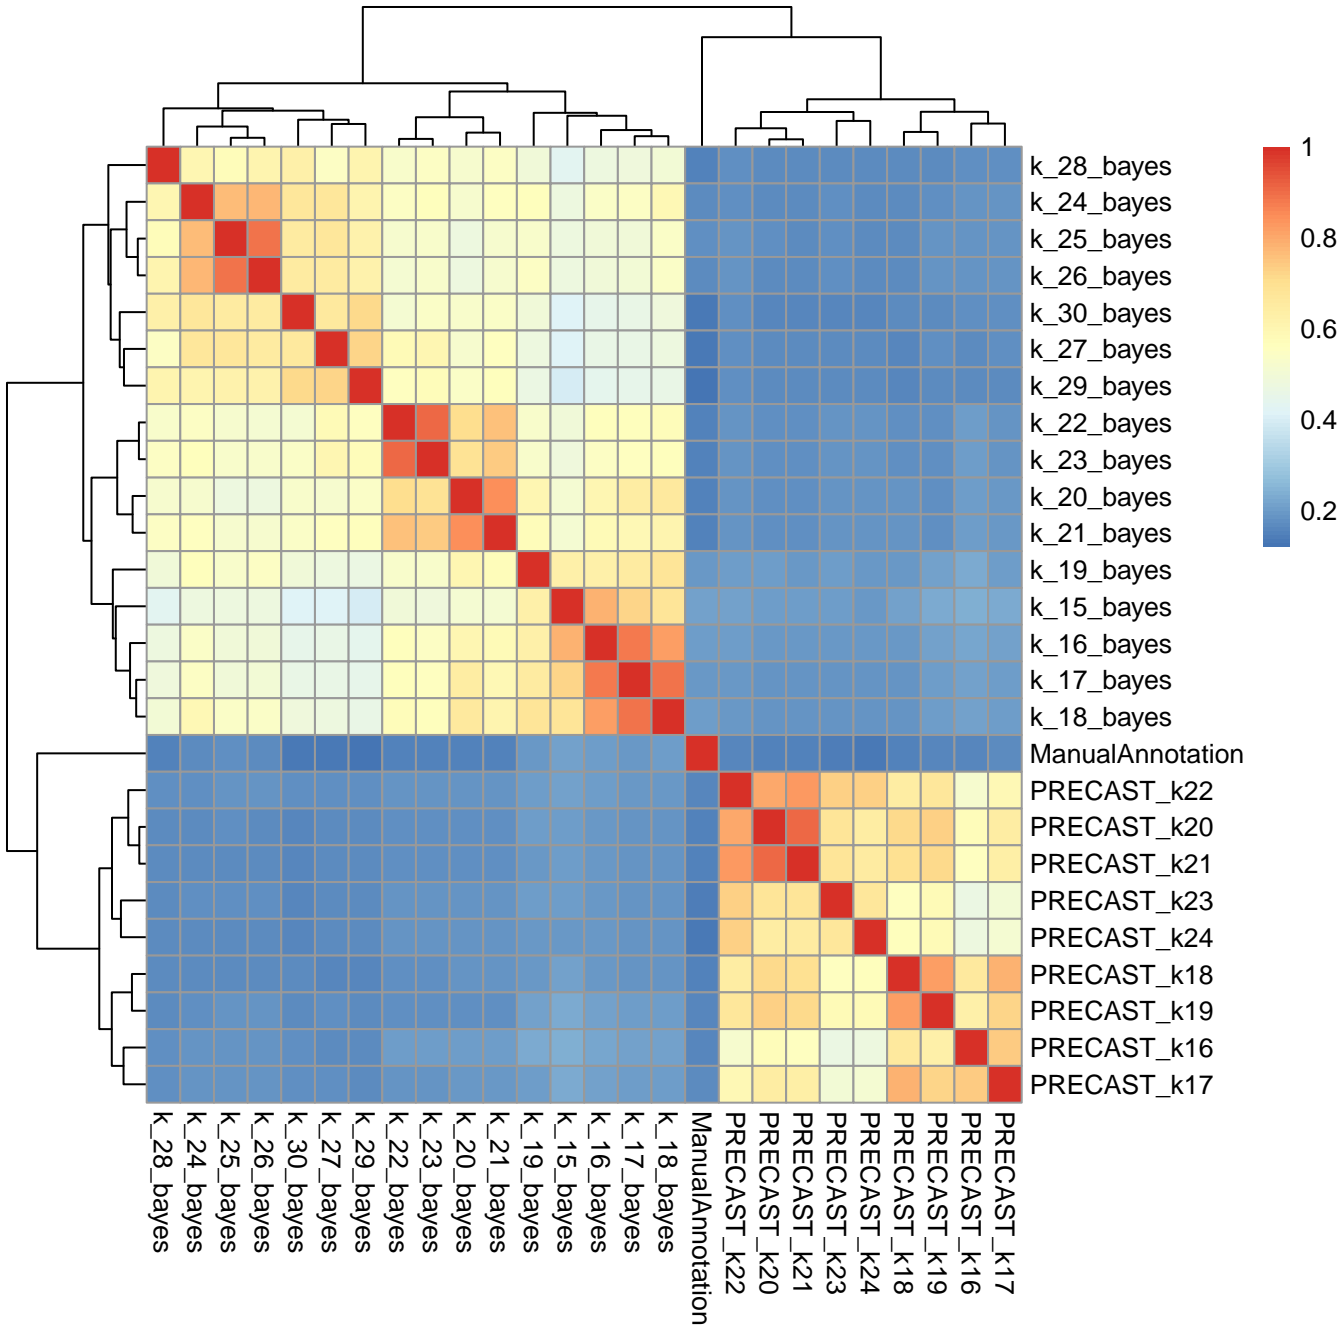 k_28_bayes
k_24_bayes
k_25_bayes
k_26_bayes
k_30_bayes
k_27_bayes
k_29_bayes
k_22_bayes
k_23_bayes
k_20_bayes
k_21_bayes
k_19_bayes
k_15_bayes
k_16_bayes
k_17_bayes
k_18_bayes
ManualAnnotation
PRECAST_k22
PRECAST_k20
PRECAST_k21
PRECAST_k23
PRECAST_k24
PRECAST_k18
PRECAST_k19
PRECAST_k16
PRECAST_k17
1
0.8
0.6
0.4
0.2
k_28_bayes
k_24_bayes
k_25_bayes
k_26_bayes
k_30_bayes
k_27_bayes
k_29_bayes
k_22_bayes
k_23_bayes
k_20_bayes
k_21_bayes
k_19_bayes
k_15_bayes
k_16_bayes
k_17_bayes
k_18_bayes
ManualAnnotation
PRECAST_k22
PRECAST_k20
PRECAST_k21
PRECAST_k23
PRECAST_k24
PRECAST_k18
PRECAST_k19
PRECAST_k16
PRECAST_k17